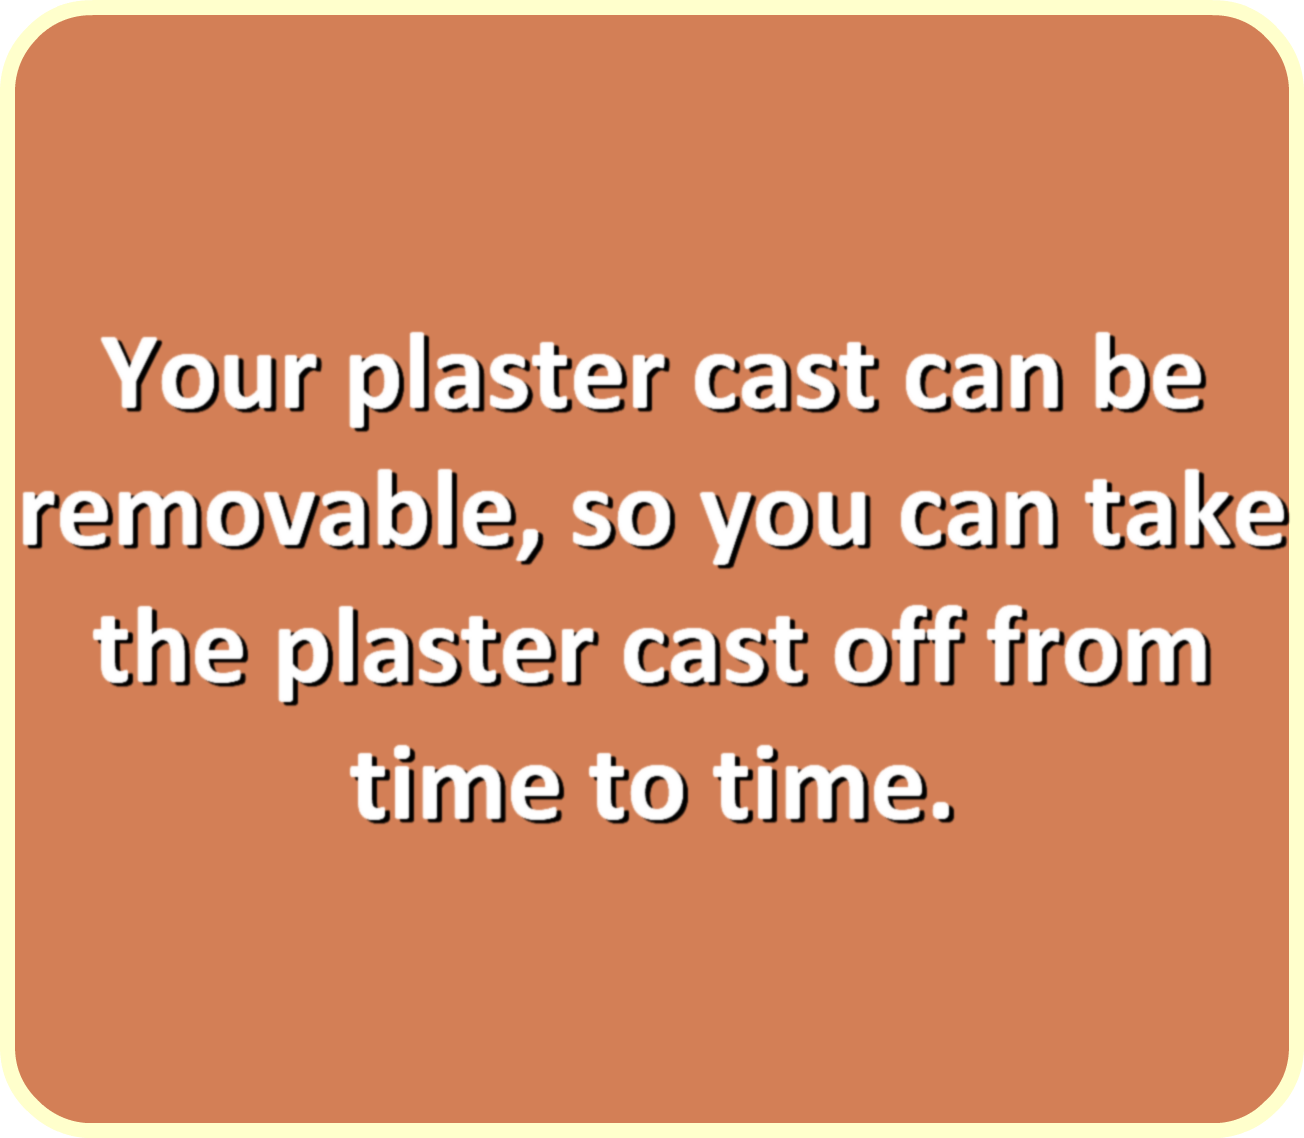 Your plaster cast can be
removable, so you can take
the plaster cast off from
time to time.